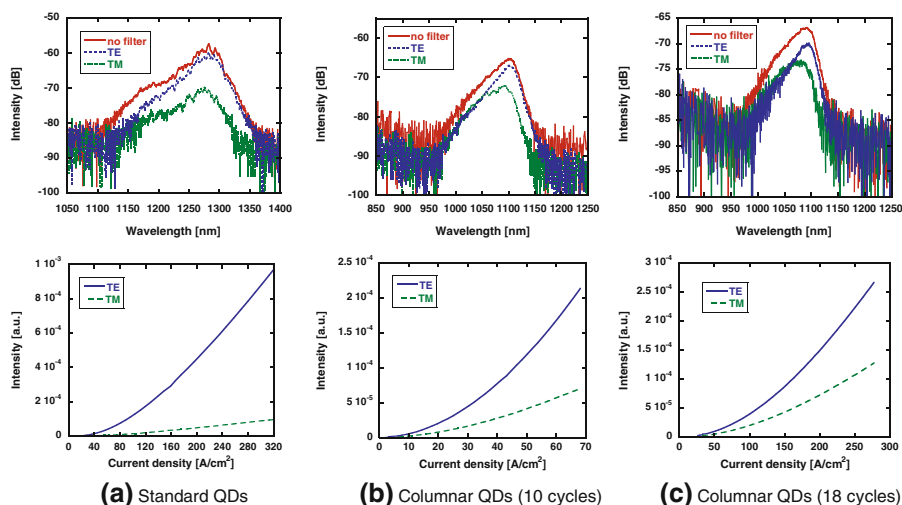 -50
-60
-70
-80
-90
-100
Intensity [dB]
no filter
TE
TM
1050 1100 1150 1200 1250 1300 1350 1400
Wavelength [nm]
-50
-60
-70
-80
-90
-100
Intensity [dB]
no filter
TE
TM
850 900 950 1000 1050 1100 1150 1200 1250
Wavelength [nm]
-65
-70
-75
-80
-85
-90
-95
-100
Intensity [dB]
no filter
TE
TM
850 900 950 1000 1050 1100 1150 1200 1250
Wavelength [nm]
1 10⁻³
8 10⁻⁴
6 10⁻⁴
4 10⁻⁴
2 10⁻⁴
0
Intensity [a.u.]
TE
TM
0 40 80 120 160 200 240 280 320
Current density [A/cm²]
2.5 10⁻⁴
2 10⁻⁴
1.5 10⁻⁴
1 10⁻⁴
5 10⁻⁵
0
Intensity [a.u.]
TE
TM
0 10 20 30 40 50 60 70
Current density [A/cm²]
3 10⁻⁴
2.5 10⁻⁴
2 10⁻⁴
1.5 10⁻⁴
1 10⁻⁴
5 10⁻⁵
0
Intensity [a.u.]
TE
TM
0 50 100 150 200 250 300
Current density [A/cm²]
(a) Standard QDs
(b) Columnar QDs (10 cycles)
(c) Columnar QDs (18 cycles)